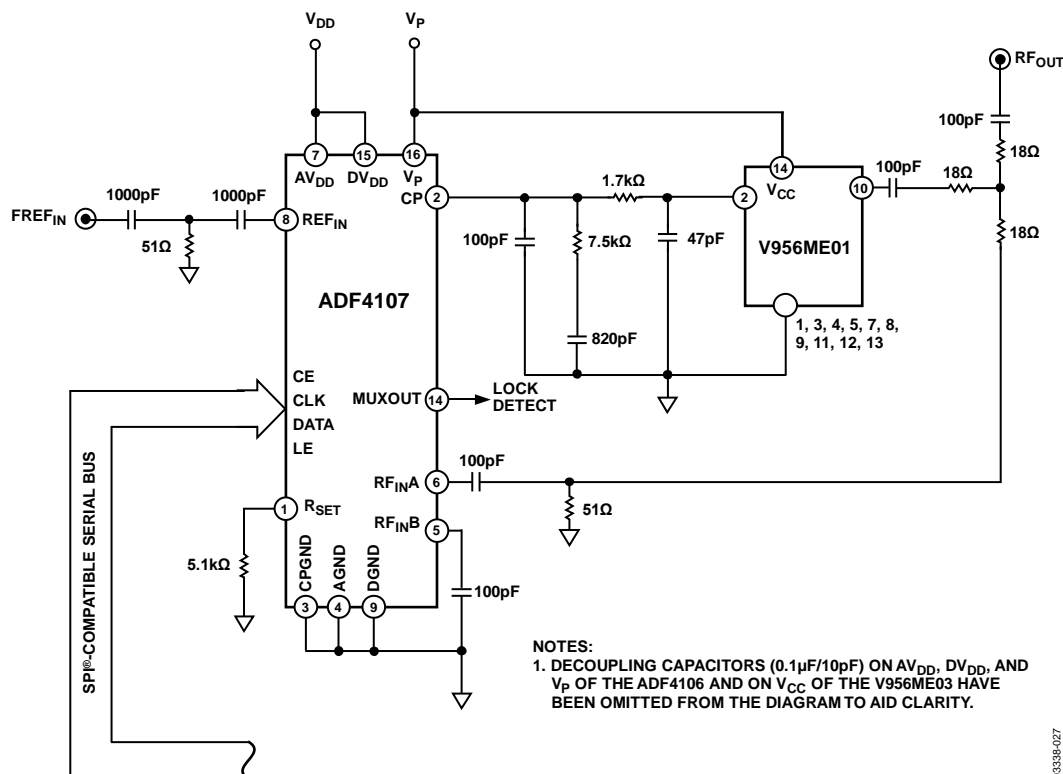 VDD
VP
RFOUT
100pF
18Ω
7
15
16
14
AVDD
DVDD
VP
VCC
1000pF
1000pF
CP
2
1.7kΩ
2
10
100pF
18Ω
FREFIN
8
REFIN
51Ω
100pF
7.5kΩ
47pF
V956ME01
18Ω
ADF4107
820pF
1, 3, 4, 5, 7, 8,
9, 11, 12, 13
CE
CLK
DATA
LE
MUXOUT
14
LOCK
DETECT
SPI®-COMPATIBLE SERIAL BUS
100pF
RFINA
6
51Ω
1
RSET
RFINB
5
5.1kΩ
CPGND
AGND
DGND
3
4
9
100pF
NOTES:
1. DECOUPLING CAPACITORS (0.1µF/10pF) ON AVDD, DVDD, AND
VP OF THE ADF4106 AND ON VCC OF THE V956ME03 HAVE
BEEN OMITTED FROM THE DIAGRAM TO AID CLARITY.